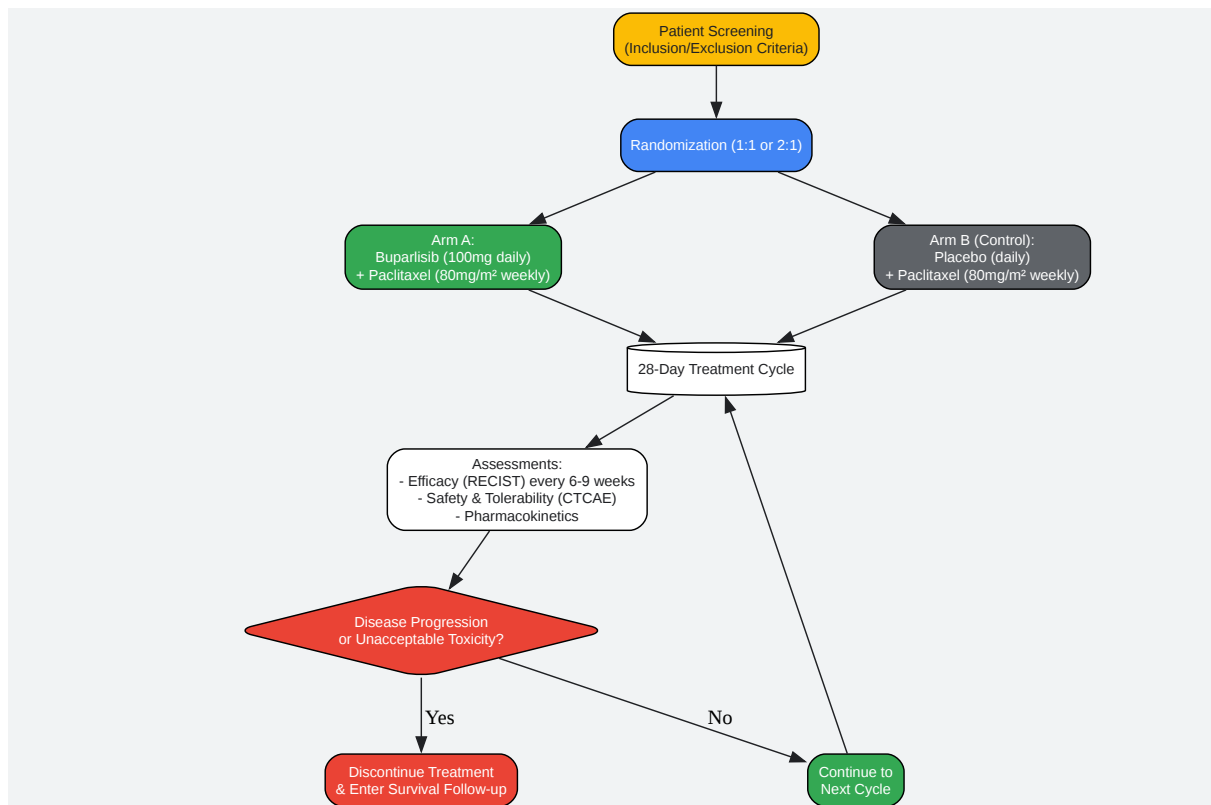 Patient Screening
(Inclusion/Exclusion Criteria)
Randomization (1:1 or 2:1)
Arm A:
Buparlisib (100mg daily)
+ Paclitaxel (80mg/m² weekly)
Arm B (Control):
Placebo (daily)
+ Paclitaxel (80mg/m² weekly)
28-Day Treatment Cycle
Assessments:
- Efficacy (RECIST) every 6-9 weeks
- Safety & Tolerability (CTCAE)
- Pharmacokinetics
Disease Progression
or Unacceptable Toxicity?
Yes
No
Discontinue Treatment
& Enter Survival Follow-up
Continue to
Next Cycle